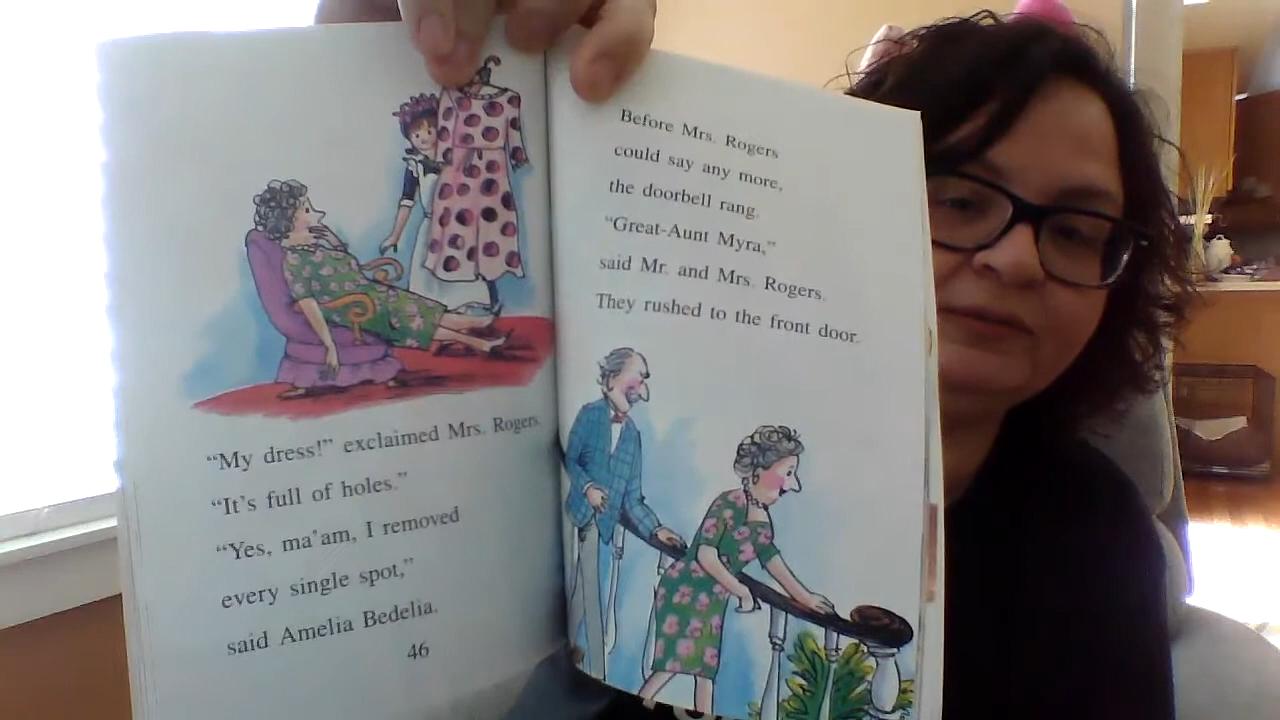 “My dress!” exclaimed Mrs. Rogers.
“It’s full of holes.”
“Yes, ma’am, I removed
every single spot,”
said Amelia Bedelia.
46
Before Mrs. Rogers
could say any more,
the doorbell rang.
“Great-Aunt Myra,”
said Mr. and Mrs. Rogers.
They rushed to the front door.